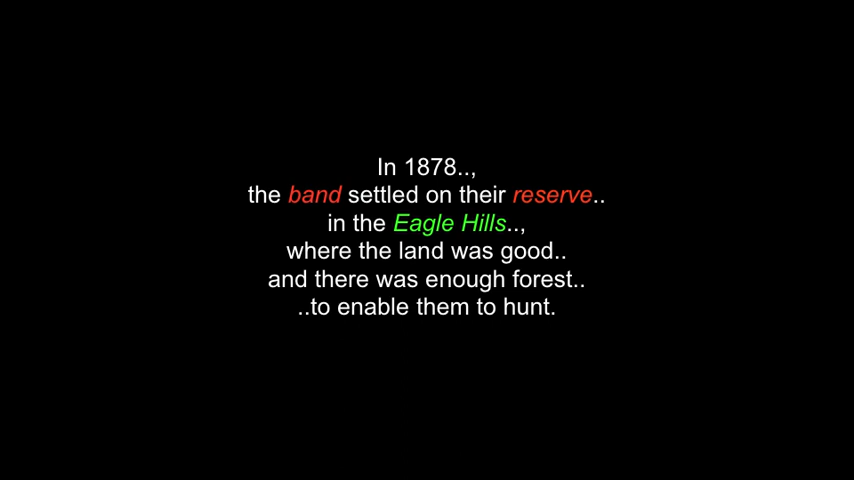 In 1878..,
the band settled on their reserve..
in the Eagle Hills..,
where the land was good..
and there was enough forest..
..to enable them to hunt.